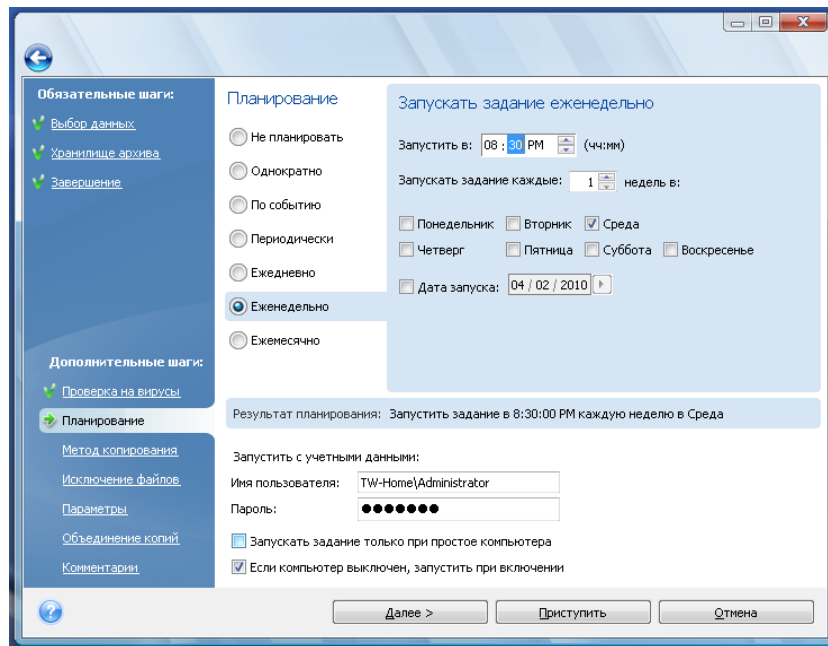 Обязательные шаги:
Выбор данных
Хранилище архива
Завершение
Дополнительные шаги:
Проверка на вирусы
Планирование
Метод копирования
Исключение файлов
Параметры
Объединение копий
Комментарии
Планирование
Не планировать
Однократно
По событию
Периодически
Ежедневно
Еженедельно
Ежемесячно
Запускать задание еженедельно
Запустить в: 08 : 30 PM (чч:мм)
Запускать задание каждые: 1 недель в:
Понедельник Вторник Среда
Четверг Пятница Суббота Воскресенье
Дата запуска: 04 / 02 / 2010
Результат планирования: Запустить задание в 8:30:00 PM каждую неделю в Среда
Запустить с учетными данными:
Имя пользователя: TW-Home\Administrator
Пароль: ●●●●●●●
Запускать задание только при простое компьютера
Если компьютер выключен, запустить при включении
Далее > Приступить Отмена